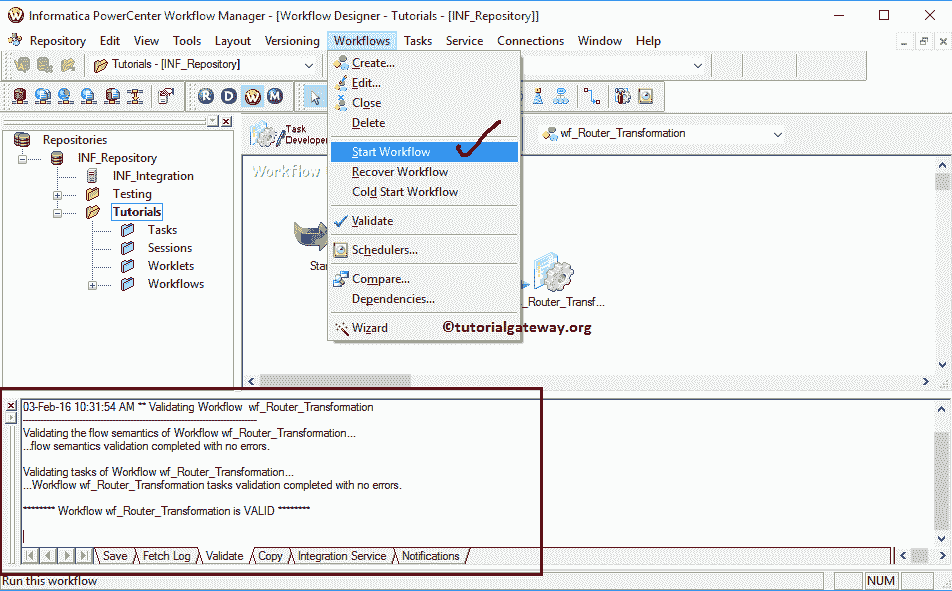 Informatica PowerCenter Workflow Manager - [Workflow Designer - Tutorials - [INF_Repository]]
Repository Edit View Tools Layout Versioning Workflows Tasks Service Connections Window Help
Tutorials - [INF_Repository]
R D W M
Repositories
INF_Repository
INF_Integration
Testing
Tutorials
Tasks
Sessions
Worklets
Workflows
Task
Developer
wf_Router_Transformation
Workflow
Create...
Edit...
Close
Delete
Start Workflow
Recover Workflow
Cold Start Workflow
Validate
Schedulers...
Compare...
Dependencies...
Wizard
Star
_Router_Transf...
©tutorialgateway.org
03-Feb-16 10:31:54 AM ** Validating Workflow wf_Router_Transformation
Validating the flow semantics of Workflow wf_Router_Transformation...
...flow semantics validation completed with no errors.
Validating tasks of Workflow wf_Router_Transformation...
...Workflow wf_Router_Transformation tasks validation completed with no errors.
******** Workflow wf_Router_Transformation is VALID ********
Save Fetch Log Validate Copy Integration Service Notifications
Run this workflow
NUM